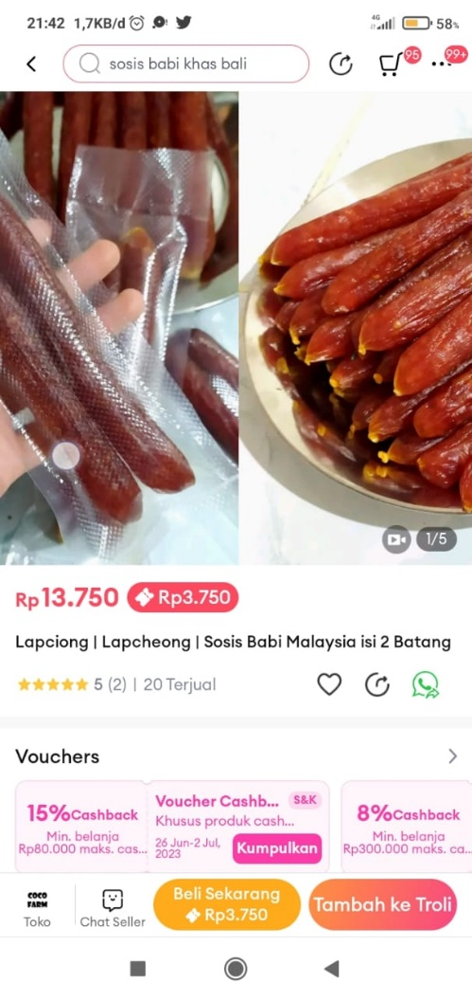 21:42 1,7KB/d
4G
58%
sosis babi khas bali
95
99+
1/5
Rp13.750
Rp3.750
Lapciong | Lapcheong | Sosis Babi Malaysia isi 2 Batang
5 (2) | 20 Terjual
Vouchers
15%Cashback
Min. belanja
Rp80.000 maks. cas...
Voucher Cashb...
S&K
Khusus produk cash...
26 Jun-2 Jul,
2023
Kumpulkan
8%Cashback
Min. belanja
Rp300.000 maks. ca...
COCO
FARM
Toko
Chat Seller
Beli Sekarang
Rp3.750
Tambah ke Troli